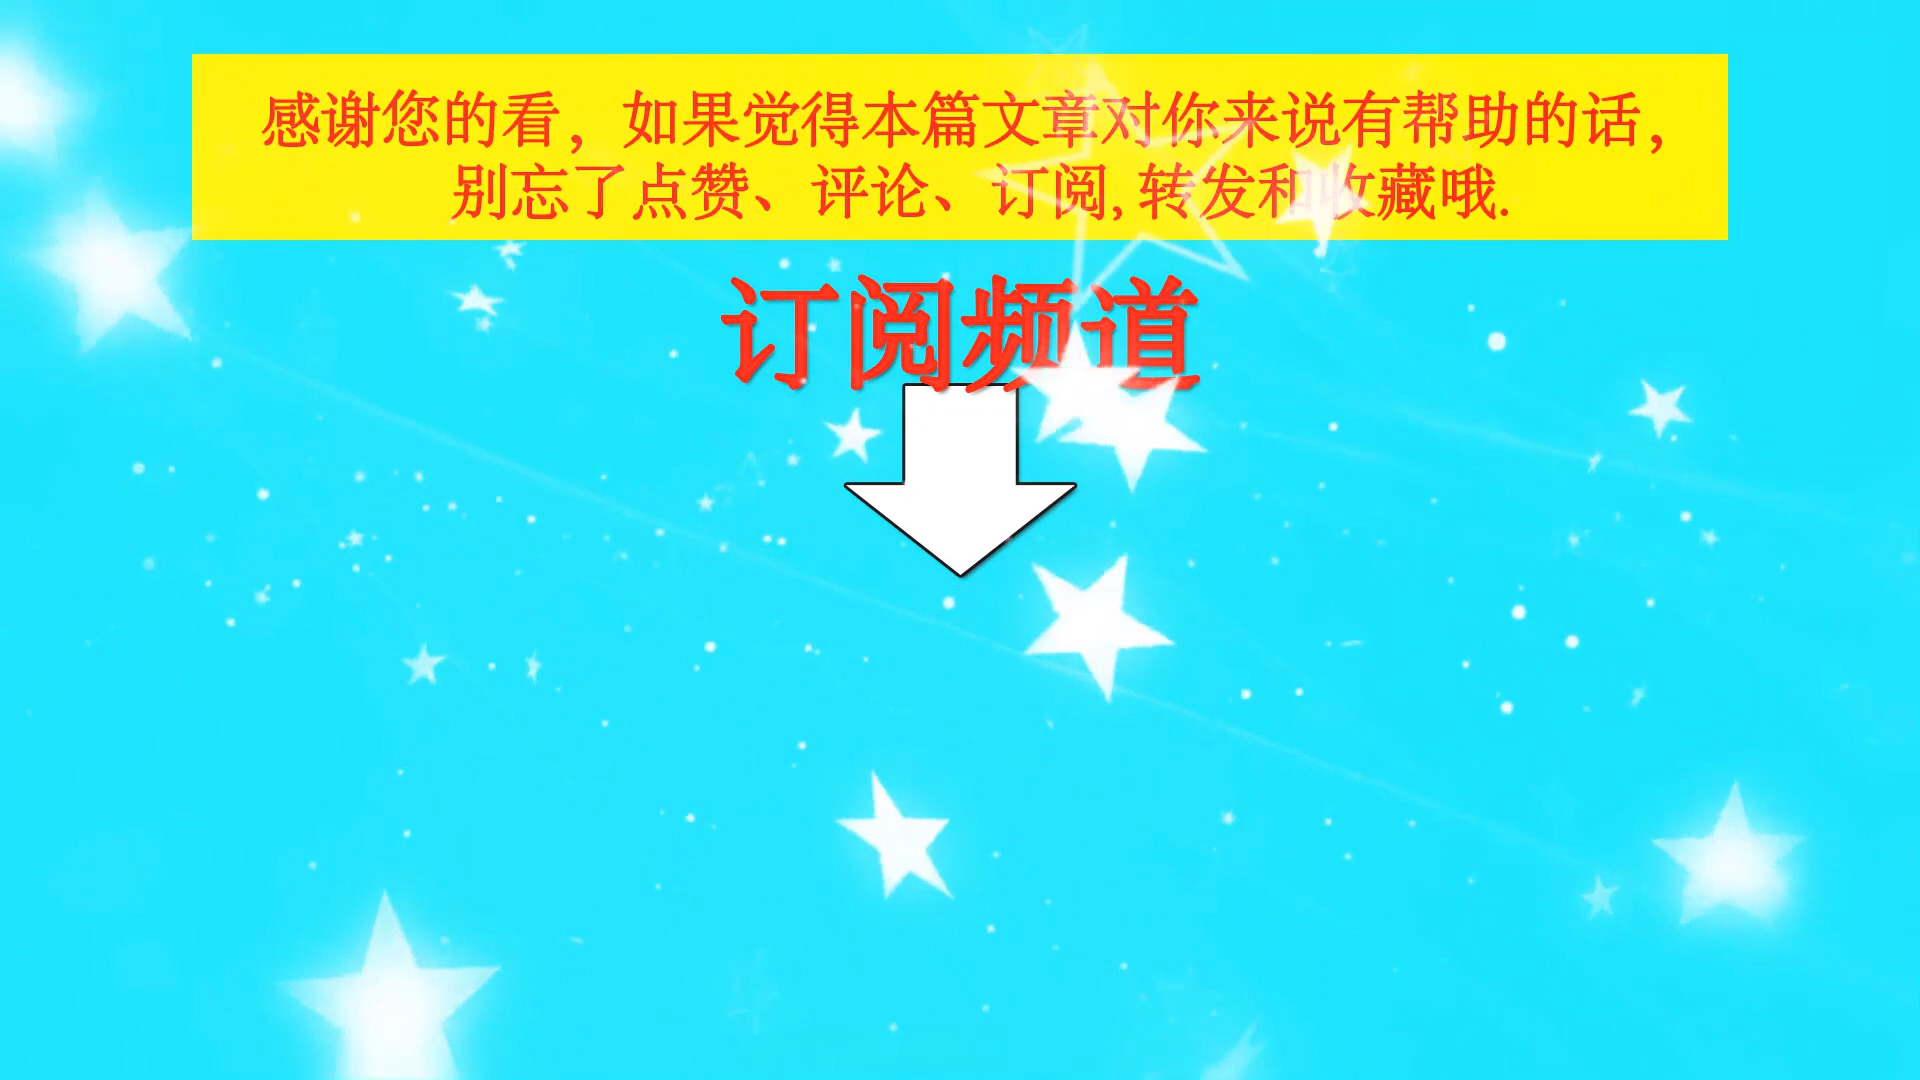 感谢您的看，如果觉得本篇文章对你来说有帮助的话，
别忘了点赞、评论、订阅,转发和收藏哦.
订阅频道